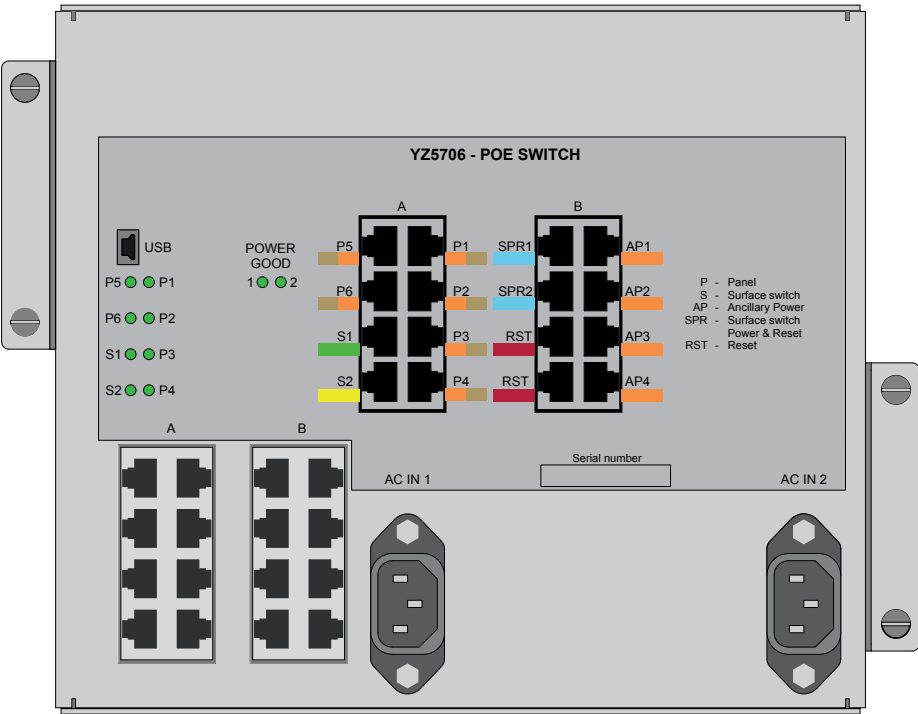 YZ5706 - POE SWITCH
A
B
USB
POWER
GOOD
1 2
P5 P1
P6 P2
S1 P3
S2 P4
P5 P1
P6 P2
S1 P3
S2 P4
SPR1 AP1
SPR2 AP2
RST AP3
RST AP4
P - Panel
S - Surface switch
AP - Ancillary Power
SPR - Surface switch
Power & Reset
RST - Reset
A
B
Serial number
AC IN 1
AC IN 2